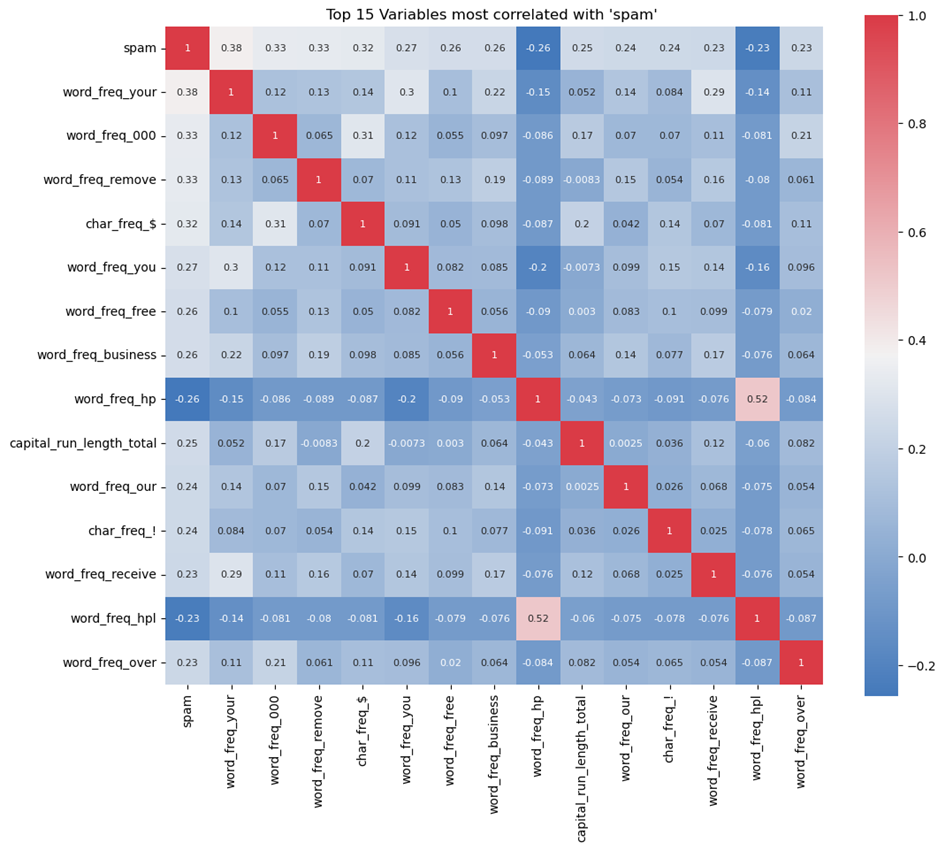 Top 15 Variables most correlated with 'spam'
spam 1 0.38 0.33 0.33 0.32 0.27 0.26 0.26 -0.26 0.25 0.24 0.24 0.23 -0.23 0.23
word_freq_your 0.38 1 0.12 0.13 0.14 0.3 0.1 0.22 -0.15 0.052 0.14 0.084 0.29 -0.14 0.11
word_freq_000 0.33 0.12 1 0.065 0.31 0.12 0.055 0.097 -0.086 0.17 0.07 0.07 0.11 -0.081 0.21
word_freq_remove 0.33 0.13 0.065 1 0.07 0.11 0.13 0.19 -0.089 -0.0083 0.15 0.054 0.16 -0.08 0.061
char_freq_$ 0.32 0.14 0.31 0.07 1 0.091 0.05 0.098 -0.087 0.2 0.042 0.14 0.07 -0.081 0.11
word_freq_you 0.27 0.3 0.12 0.11 0.091 1 0.082 0.085 -0.2 -0.0073 0.099 0.15 0.14 -0.16 0.096
word_freq_free 0.26 0.1 0.055 0.13 0.05 0.082 1 0.056 -0.09 0.003 0.083 0.1 0.099 -0.079 0.02
word_freq_business 0.26 0.22 0.097 0.19 0.098 0.085 0.056 1 -0.053 0.064 0.14 0.077 0.17 -0.076 0.064
word_freq_hp -0.26 -0.15 -0.086 -0.089 -0.087 -0.2 -0.09 -0.053 1 -0.043 -0.073 -0.091 -0.076 0.52 -0.084
capital_run_length_total 0.25 0.052 0.17 -0.0083 0.2 -0.0073 0.003 0.064 -0.043 1 0.0025 0.036 0.12 -0.06 0.082
word_freq_our 0.24 0.14 0.07 0.15 0.042 0.099 0.083 0.14 -0.073 0.0025 1 0.026 0.068 -0.075 0.054
char_freq_! 0.24 0.084 0.07 0.054 0.14 0.15 0.1 0.077 -0.091 0.036 0.026 1 0.025 -0.078 0.065
word_freq_receive 0.23 0.29 0.11 0.16 0.07 0.14 0.099 0.17 -0.076 0.12 0.068 0.025 1 -0.076 0.054
word_freq_hpl -0.23 -0.14 -0.081 -0.08 -0.081 -0.16 -0.079 -0.076 0.52 -0.06 -0.075 -0.078 -0.076 1 -0.087
word_freq_over 0.23 0.11 0.21 0.061 0.11 0.096 0.02 0.064 -0.084 0.082 0.054 0.065 0.054 -0.087 1
spam
word_freq_your
word_freq_000
word_freq_remove
char_freq_$
word_freq_you
word_freq_free
word_freq_business
word_freq_hp
capital_run_length_total
word_freq_our
char_freq_!
word_freq_receive
word_freq_hpl
word_freq_over
1.0
0.8
0.6
0.4
0.2
0.0
−0.2